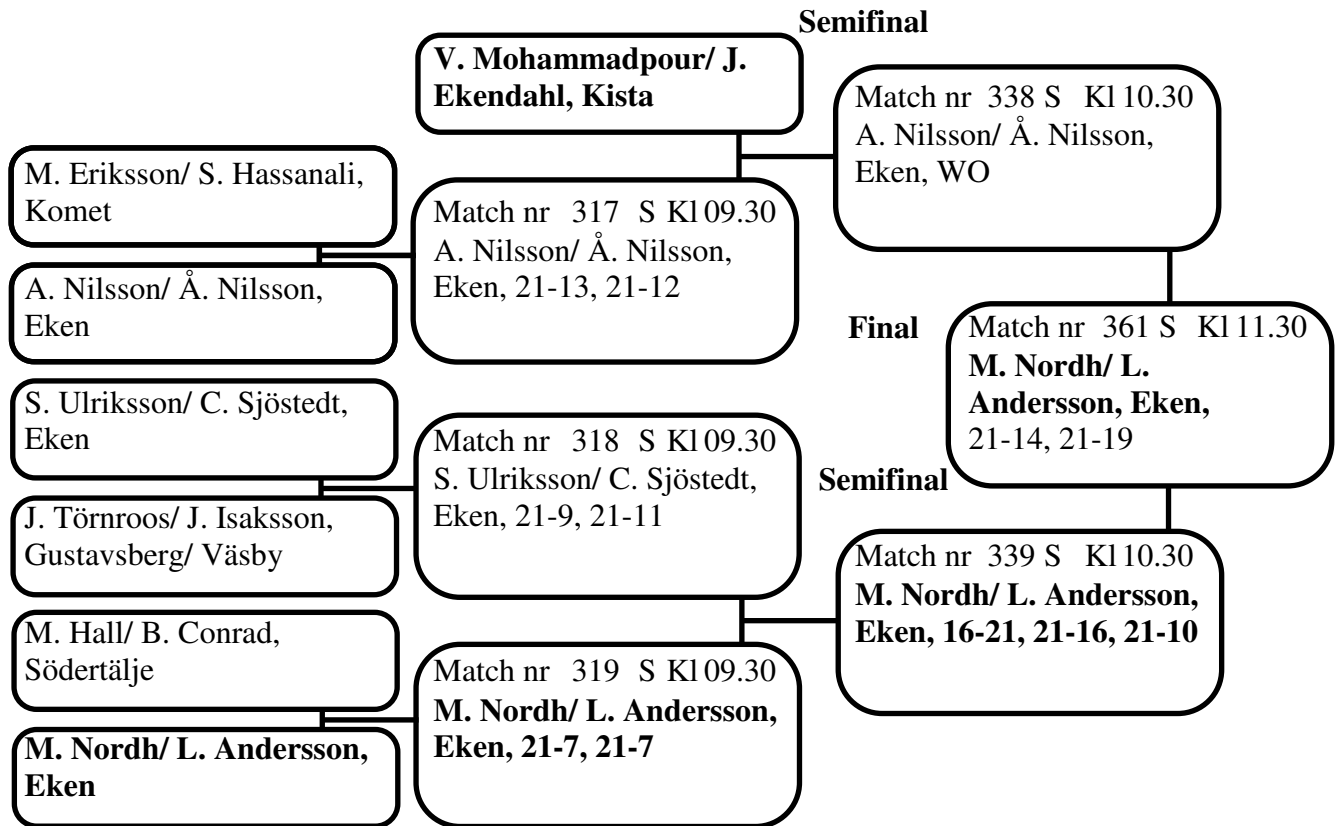 Semifinal
V. Mohammadpour/ J.
Ekendahl, Kista
Match nr 338 S Kl 10.30
A. Nilsson/ Å. Nilsson,
Eken, WO
M. Eriksson/ S. Hassanali,
Komet
Match nr 317 S Kl 09.30
A. Nilsson/ Å. Nilsson,
Eken, 21-13, 21-12
A. Nilsson/ Å. Nilsson,
Eken
Final
Match nr 361 S Kl 11.30
M. Nordh/ L.
Andersson, Eken,
21-14, 21-19
S. Ulriksson/ C. Sjöstedt,
Eken
Match nr 318 S Kl 09.30
S. Ulriksson/ C. Sjöstedt,
Eken, 21-9, 21-11
Semifinal
J. Törnroos/ J. Isaksson,
Gustavsberg/ Väsby
Match nr 339 S Kl 10.30
M. Nordh/ L. Andersson,
Eken, 16-21, 21-16, 21-10
M. Hall/ B. Conrad,
Södertälje
Match nr 319 S Kl 09.30
M. Nordh/ L. Andersson,
Eken, 21-7, 21-7
M. Nordh/ L. Andersson,
Eken